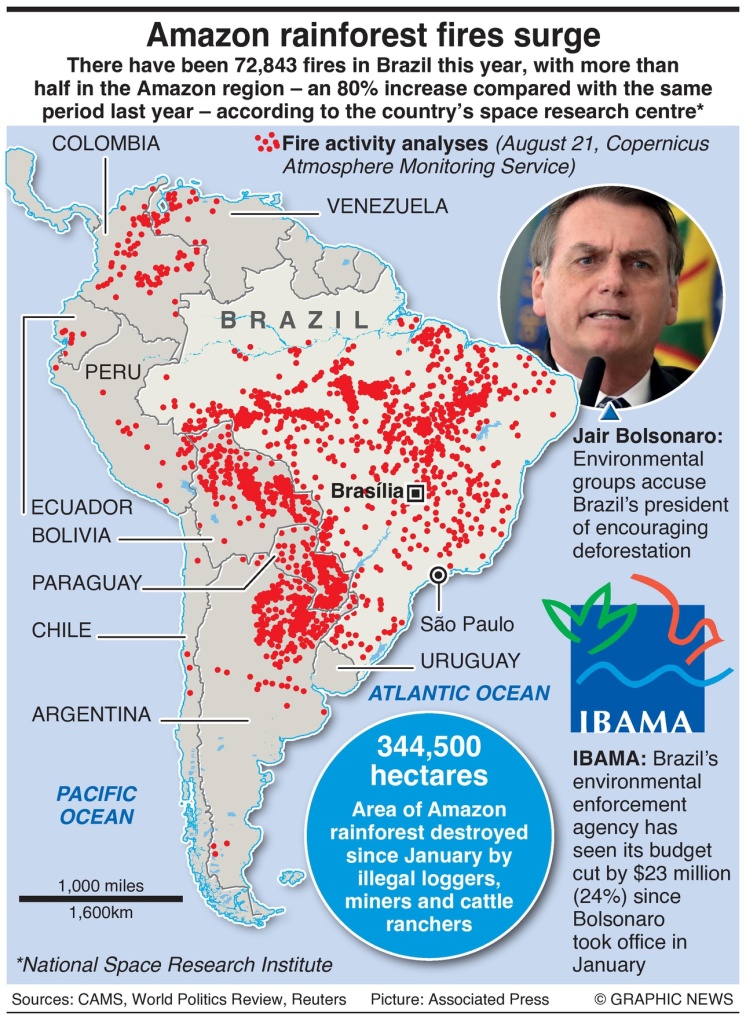 Amazon rainforest fires surge
There have been 72,843 fires in Brazil this year, with more than
half in the Amazon region – an 80% increase compared with the same
period last year – according to the country's space research centre*
COLOMBIA
Fire activity analyses (August 21, Copernicus
Atmosphere Monitoring Service)
VENEZUELA
BRAZIL
PERU
Jair Bolsonaro:
Environmental
groups accuse
Brazil's president
of encouraging
deforestation
Brasília
ECUADOR
BOLIVIA
PARAGUAY
CHILE
São Paulo
URUGUAY
ATLANTIC OCEAN
ARGENTINA
IBAMA
344,500
hectares
Area of Amazon
rainforest destroyed
since January by
illegal loggers,
miners and cattle
ranchers
IBAMA: Brazil's
environmental
enforcement
agency has
seen its budget
cut by $23 million
(24%) since
Bolsonaro
took office in
January
PACIFIC
OCEAN
1,000 miles
1,600km
*National Space Research Institute
Sources: CAMS, World Politics Review, Reuters
Picture: Associated Press
© GRAPHIC NEWS